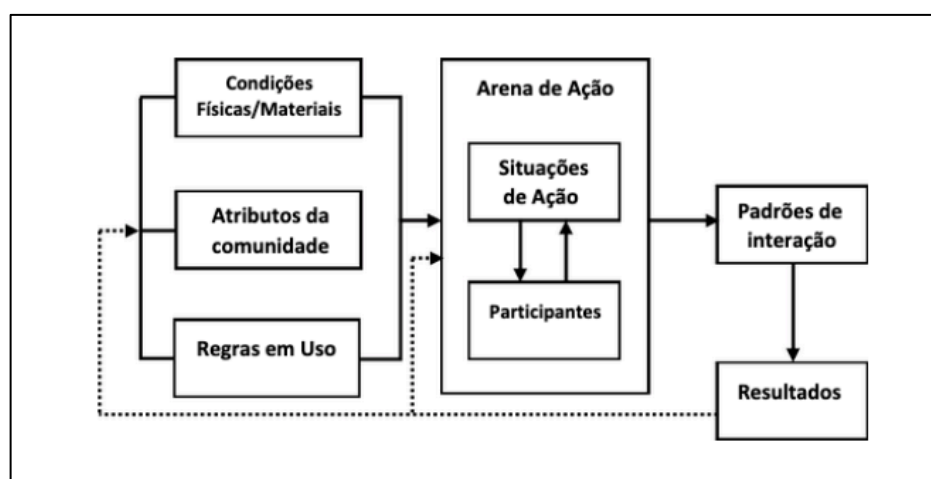 Condições
Físicas/Materiais
Atributos da
comunidade
Regras em Uso
Arena de Ação
Situações
de Ação
Participantes
Padrões de
interação
Resultados